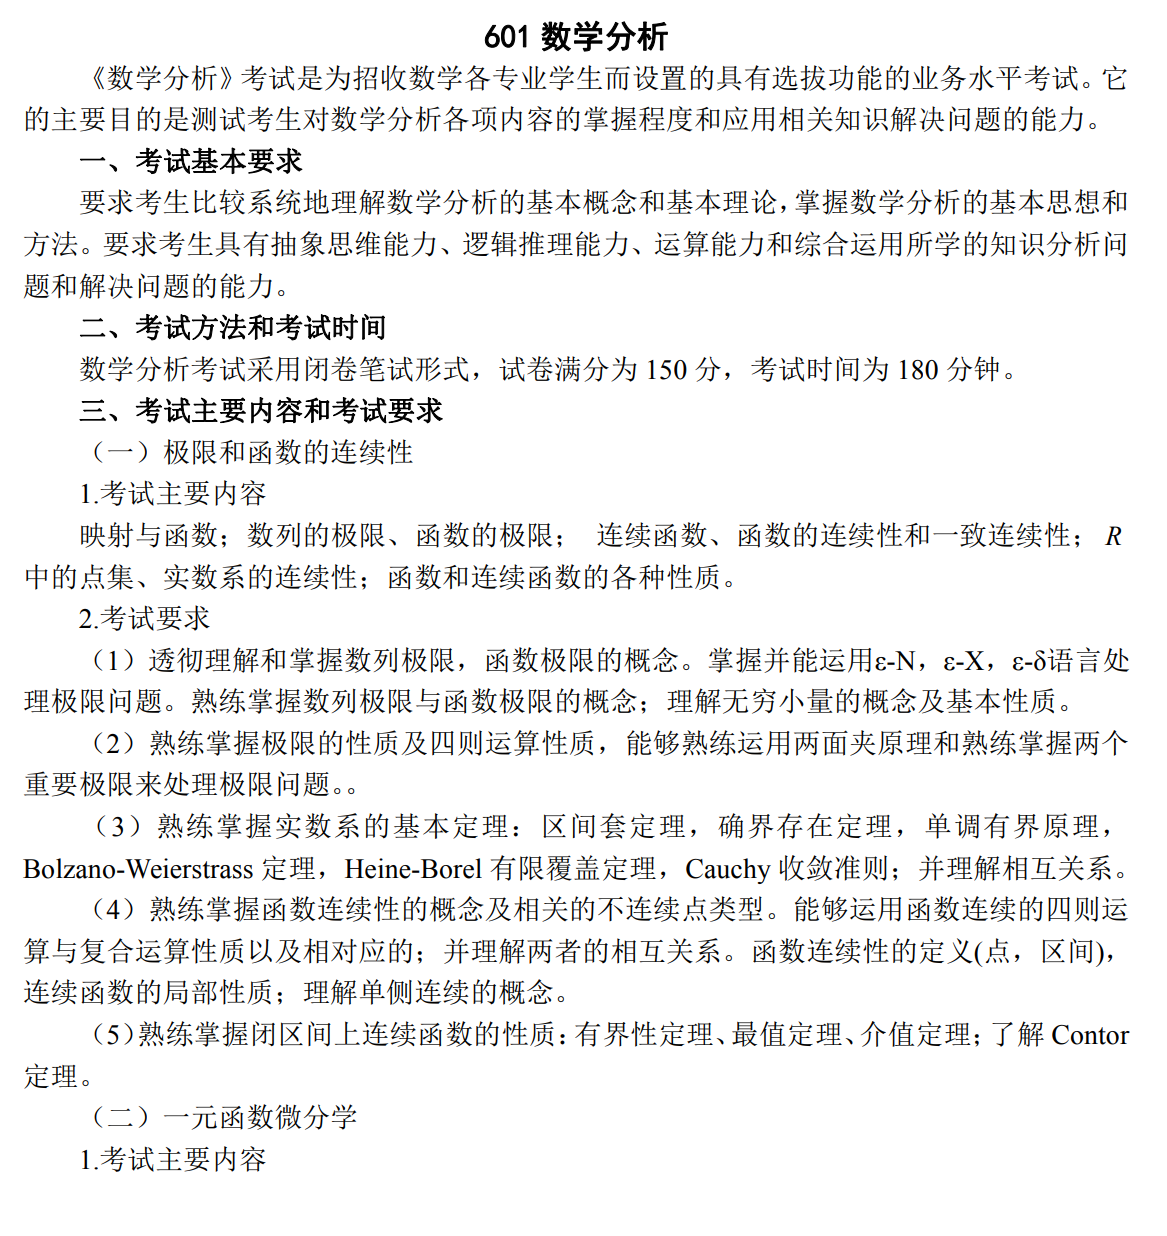 601 数学分析
《数学分析》考试是为招收数学各专业学生而设置的具有选拔功能的业务水平考试。它
的主要目的是测试考生对数学分析各项内容的掌握程度和应用相关知识解决问题的能力。
一、考试基本要求
要求考生比较系统地理解数学分析的基本概念和基本理论,掌握数学分析的基本思想和
方法。要求考生具有抽象思维能力、逻辑推理能力、运算能力和综合运用所学的知识分析问
题和解决问题的能力。
二、考试方法和考试时间
数学分析考试采用闭卷笔试形式，试卷满分为 150 分，考试时间为 180 分钟。
三、考试主要内容和考试要求
（一）极限和函数的连续性
1.考试主要内容
映射与函数；数列的极限、函数的极限； 连续函数、函数的连续性和一致连续性； R
中的点集、实数系的连续性；函数和连续函数的各种性质。
2.考试要求
（1）透彻理解和掌握数列极限，函数极限的概念。掌握并能运用ε-N，ε-X，ε-δ语言处
理极限问题。熟练掌握数列极限与函数极限的概念；理解无穷小量的概念及基本性质。
（2）熟练掌握极限的性质及四则运算性质，能够熟练运用两面夹原理和熟练掌握两个
重要极限来处理极限问题。。
（3）熟练掌握实数系的基本定理：区间套定理，确界存在定理，单调有界原理，
Bolzano-Weierstrass 定理，Heine-Borel 有限覆盖定理，Cauchy 收敛准则；并理解相互关系。
（4）熟练掌握函数连续性的概念及相关的不连续点类型。能够运用函数连续的四则运
算与复合运算性质以及相对应的；并理解两者的相互关系。函数连续性的定义(点，区间)，
连续函数的局部性质；理解单侧连续的概念。
（5）熟练掌握闭区间上连续函数的性质：有界性定理、最值定理、介值定理；了解 Contor
定理。
（二）一元函数微分学
1.考试主要内容